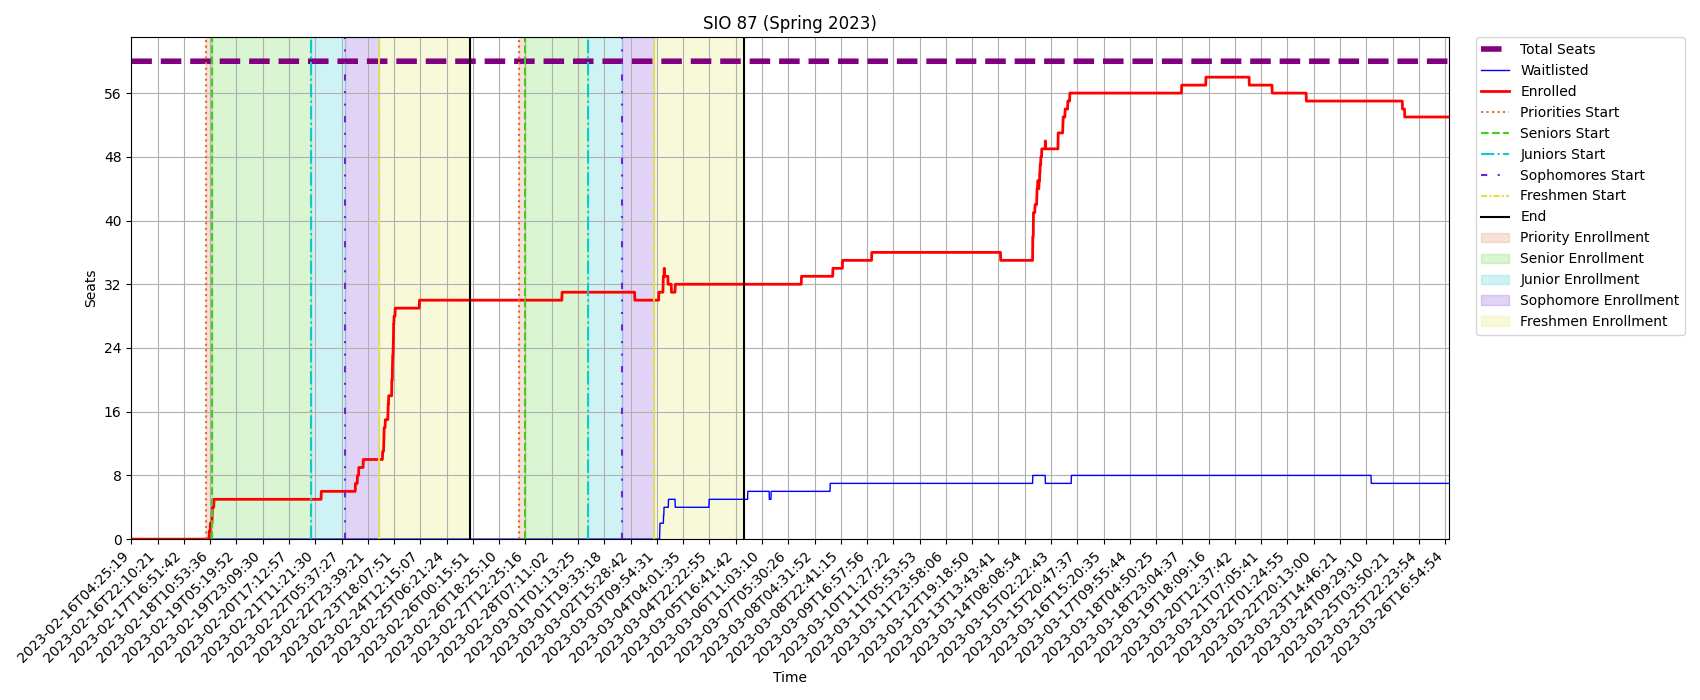 SIO 87 (Spring 2023)
Total Seats
Waitlisted
Enrolled
Priorities Start
Seniors Start
Juniors Start
Sophomores Start
Freshmen Start
End
Priority Enrollment
Senior Enrollment
Junior Enrollment
Sophomore Enrollment
Freshmen Enrollment
Seats
56
48
40
32
24
16
8
0
2023-02-16T04:25:19
2023-02-16T22:10:21
2023-02-17T16:51:42
2023-02-18T10:53:36
2023-02-19T05:19:52
2023-02-19T23:09:30
2023-02-20T17:12:57
2023-02-21T11:21:30
2023-02-22T05:37:27
2023-02-22T23:39:21
2023-02-23T18:07:51
2023-02-24T12:15:07
2023-02-25T06:21:24
2023-02-26T00:15:51
2023-02-26T18:25:10
2023-02-27T12:25:16
2023-02-28T07:11:02
2023-03-01T01:13:25
2023-03-01T19:33:18
2023-03-02T15:28:42
2023-03-03T09:54:31
2023-03-04T04:01:35
2023-03-04T22:22:55
2023-03-05T16:41:42
2023-03-06T11:03:10
2023-03-07T05:30:26
2023-03-08T04:31:52
2023-03-08T22:41:15
2023-03-09T16:57:56
2023-03-10T11:27:22
2023-03-11T05:53:53
2023-03-11T23:58:06
2023-03-12T19:18:50
2023-03-13T13:43:41
2023-03-14T08:08:54
2023-03-15T02:22:43
2023-03-15T20:47:37
2023-03-16T15:20:35
2023-03-17T09:55:44
2023-03-18T04:50:25
2023-03-18T23:04:37
2023-03-19T18:09:16
2023-03-20T12:37:42
2023-03-21T07:05:41
2023-03-22T01:24:55
2023-03-22T20:13:00
2023-03-23T14:46:21
2023-03-24T09:29:10
2023-03-25T03:50:21
2023-03-25T22:23:54
2023-03-26T16:54:54
Time